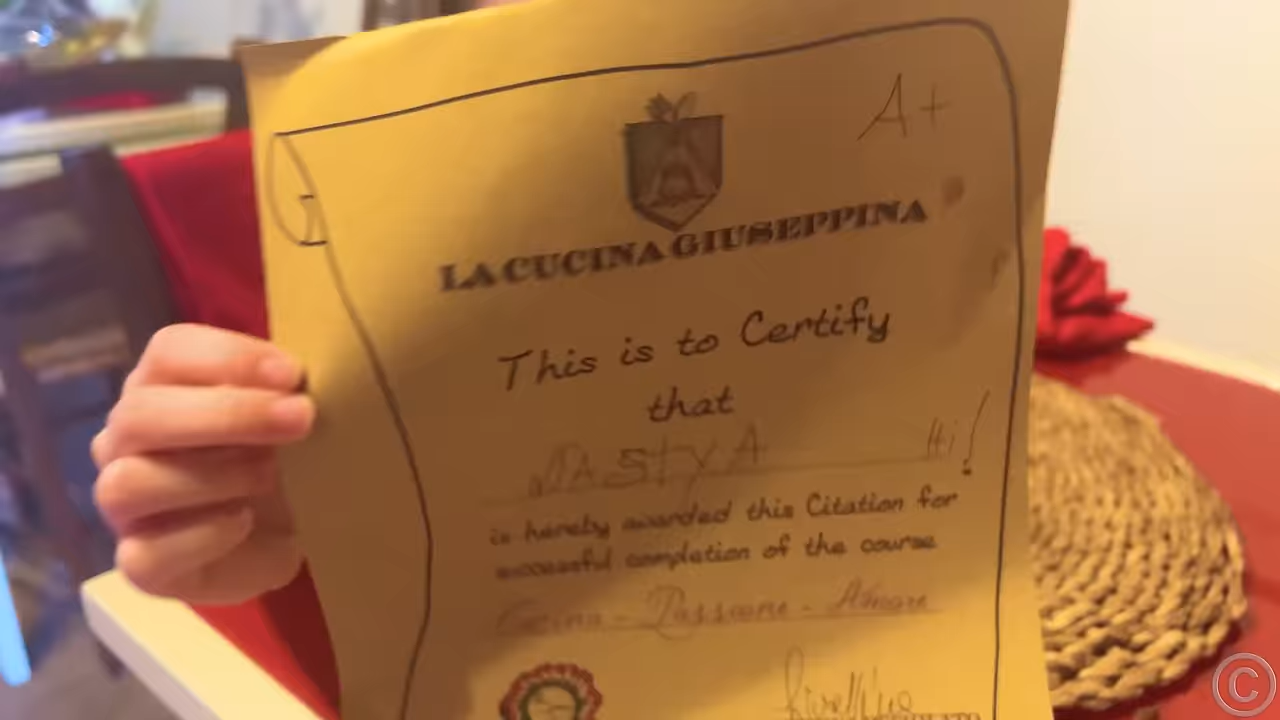 A+
LA CUCINA GIUSEPPINA
This is to Certify
that
NASTYA Hi!
is hereby awarded this Citation for
successful completion of the course
Cucina - Passione - Amore